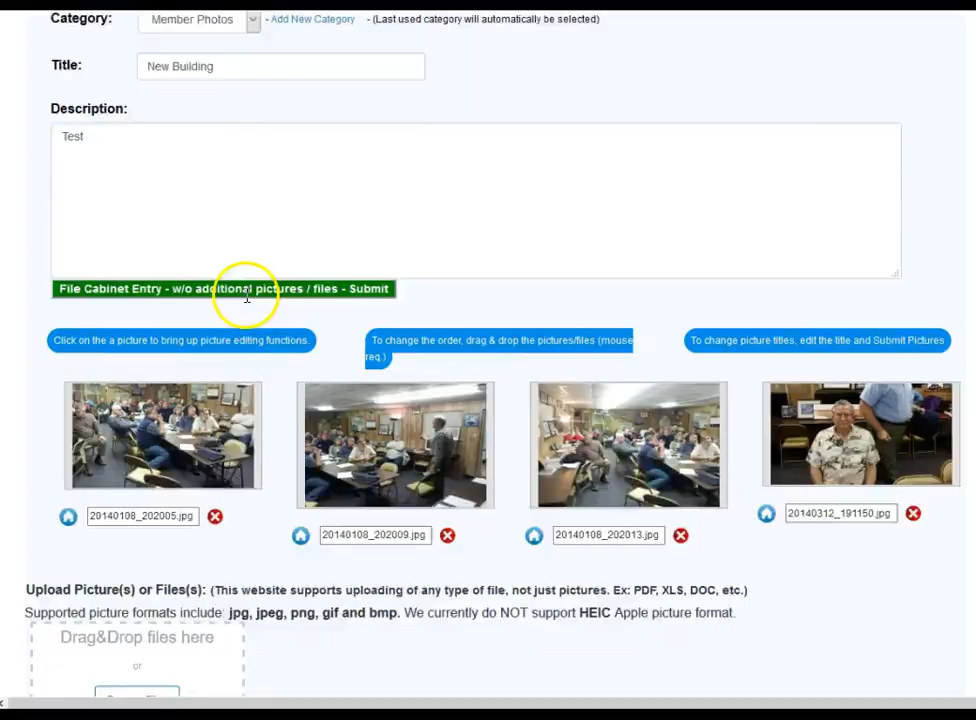 Category: Member Photos - Add New Category - (Last used category will automatically be selected)
Title: New Building
Description:
Test
File Cabinet Entry - w/o additional pictures / files - Submit
Click on the a picture to bring up picture editing functions.
To change the order, drag & drop the pictures/files (mouse
req.)
To change picture titles, edit the title and Submit Pictures
20140108_202005.jpg
20140108_202009.jpg
20140108_202013.jpg
20140312_191150.jpg
Upload Picture(s) or Files(s): (This website supports uploading of any type of file, not just pictures. Ex: PDF, XLS, DOC, etc.)
Supported picture formats include: jpg, jpeg, png, gif and bmp. We currently do NOT support HEIC Apple picture format.
Drag&Drop files here
or